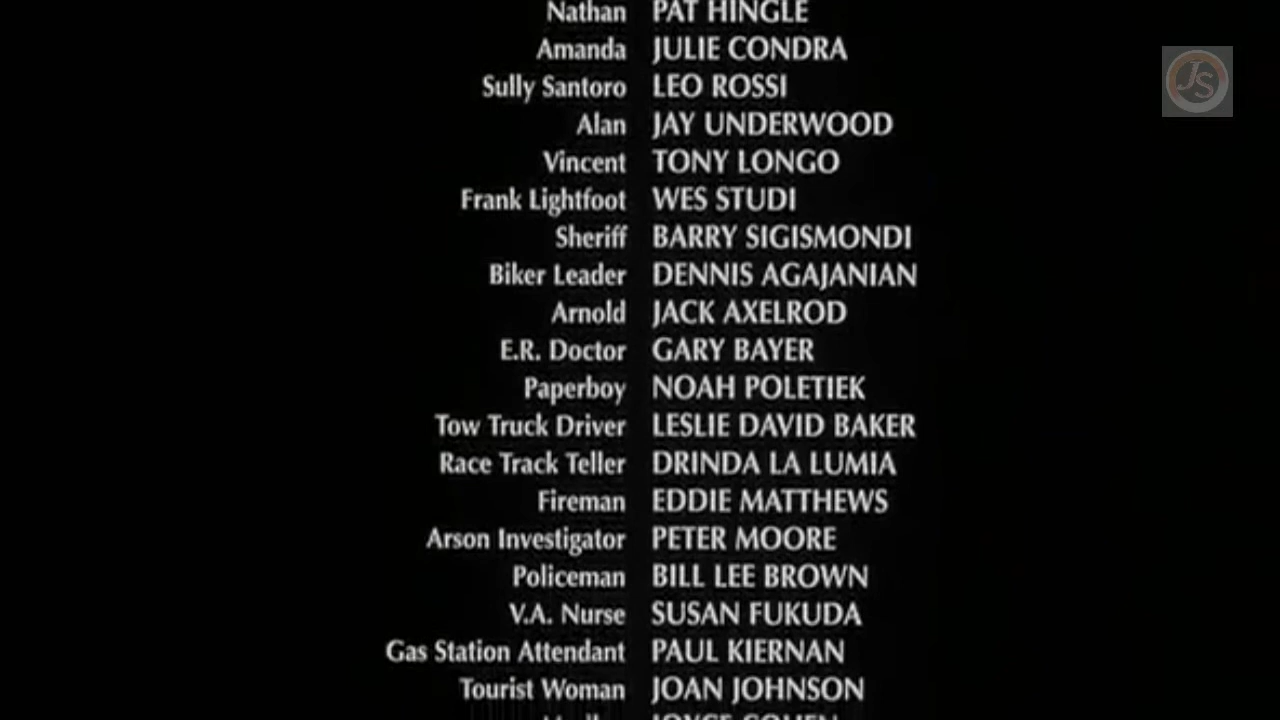 Nathan PAT HINGLE
Amanda JULIE CONDRA
Sully Santoro LEO ROSSI
Alan JAY UNDERWOOD
Vincent TONY LONGO
Frank Lightfoot WES STUDI
Sheriff BARRY SIGISMONDI
Biker Leader DENNIS AGAJANIAN
Arnold JACK AXELROD
E.R. Doctor GARY BAYER
Paperboy NOAH POLETIEK
Tow Truck Driver LESLIE DAVID BAKER
Race Track Teller DRINDA LA LUMIA
Fireman EDDIE MATTHEWS
Arson Investigator PETER MOORE
Policeman BILL LEE BROWN
V.A. Nurse SUSAN FUKUDA
Gas Station Attendant PAUL KIERNAN
Tourist Woman JOAN JOHNSON
JOYCE COHEN
JS